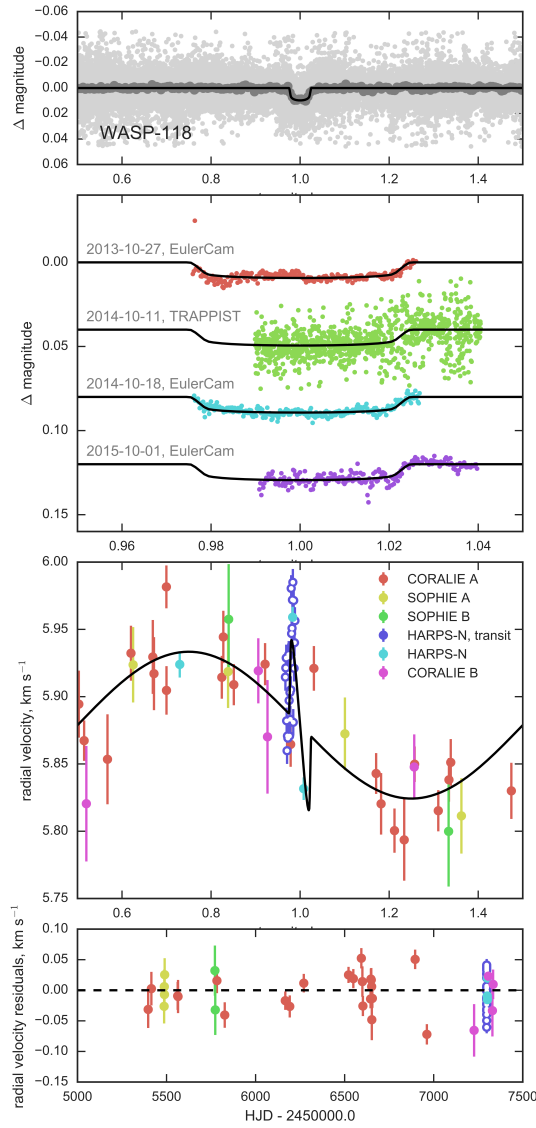 −0.06
−0.04
−0.02
0.00
0.02
0.04
0.06
Δ magnitude
WASP-118
0.6 0.8 1.0 1.2 1.4
0.00
0.05
0.10
0.15
Δ magnitude
2013-10-27, EulerCam
2014-10-11, TRAPPIST
2014-10-18, EulerCam
2015-10-01, EulerCam
0.96 0.98 1.00 1.02 1.04
6.00
5.95
5.90
5.85
5.80
5.75
radial velocity, km s−1
CORALIE A
SOPHIE A
SOPHIE B
HARPS-N, transit
HARPS-N
CORALIE B
0.6 0.8 1.0 1.2 1.4
0.10
0.05
0.00
−0.05
−0.10
−0.15
radial velocity residuals, km s−1
5000 5500 6000 6500 7000 7500
HJD - 2450000.0